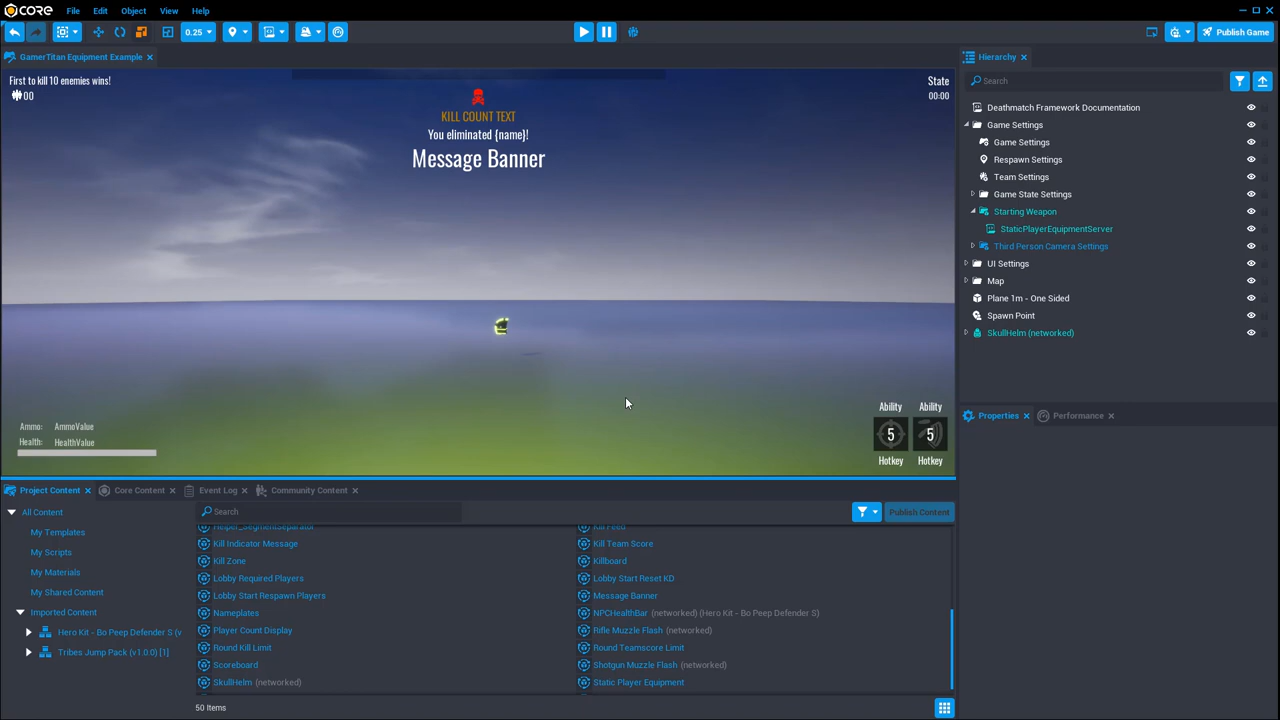 CORE File Edit Object View Help
0.25 Publish Game
GamerTitan Equipment Example
First to kill 10 enemies wins!
00
State
00:00
KILL COUNT TEXT
You eliminated {name}!
Message Banner
Ammo: AmmoValue
Health: HealthValue
Ability Ability
5 5
Hotkey Hotkey
Hierarchy
Search
Deathmatch Framework Documentation
Game Settings
Game Settings
Respawn Settings
Team Settings
Game State Settings
Starting Weapon
StaticPlayerEquipmentServer
Third Person Camera Settings
UI Settings
Map
Plane 1m - One Sided
Spawn Point
SkullHelm (networked)
Properties Performance
Project Content Core Content Event Log Community Content
All Content
My Templates
My Scripts
My Materials
My Shared Content
Imported Content
Hero Kit - Bo Peep Defender S (v
Tribes Jump Pack (v1.0.0) [1]
Search
Publish Content
Helper_SegmentSeparator Kill Feed
Kill Indicator Message Kill Team Score
Kill Zone Killboard
Lobby Required Players Lobby Start Reset KD
Lobby Start Respawn Players Message Banner
Nameplates NPCHealthBar (networked) (Hero Kit - Bo Peep Defender S)
Player Count Display Rifle Muzzle Flash (networked)
Round Kill Limit Round Teamscore Limit
Scoreboard Shotgun Muzzle Flash (networked)
SkullHelm (networked) Static Player Equipment
50 Items